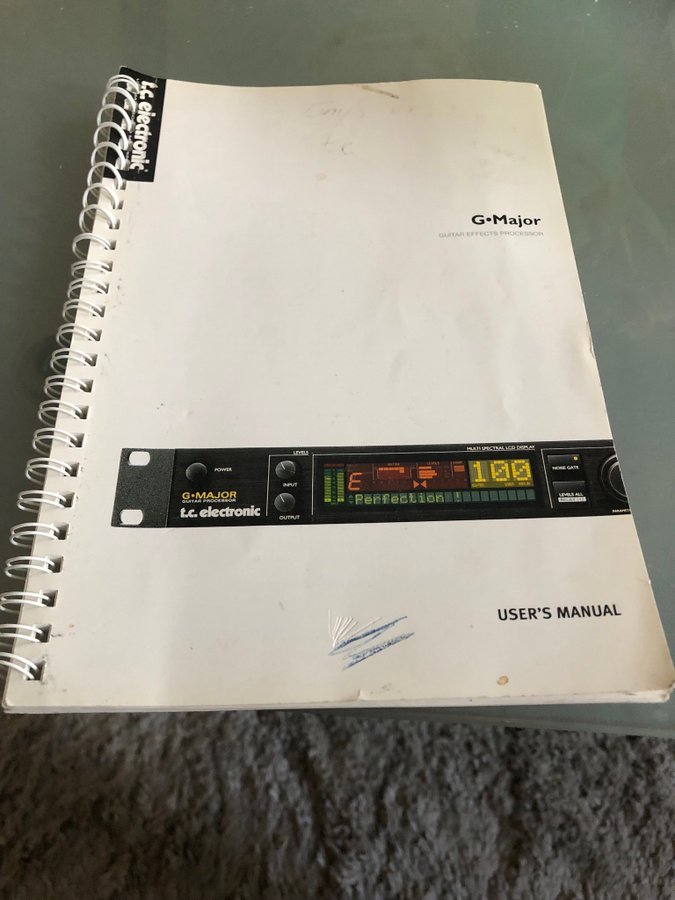 t.c. electronic
G•Major
GUITAR EFFECTS PROCESSOR
MULTI SPECTRAL LCD DISPLAY
LEVELS
POWER
INPUT
G•MAJOR
GUITAR PROCESSOR
t.c. electronic
OUTPUT
E
100
Perfection !
NOISE GATE
LEVELS ALL
USER'S MANUAL